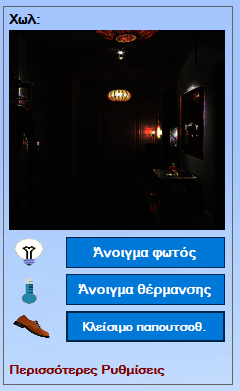 Χωλ:
Άνοιγμα φωτός
Άνοιγμα θέρμανσης
Κλείσιμο παπουτσοθ.
Περισσότερες Ρυθμίσεις